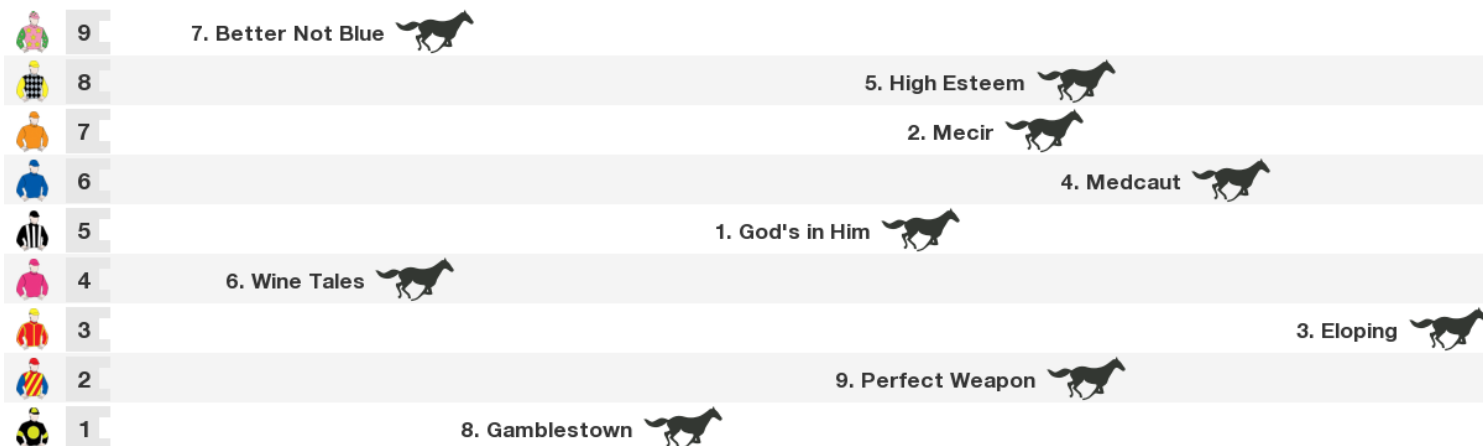 9 7. Better Not Blue
8 5. High Esteem
7 2. Mecir
6 4. Medcaut
5 1. God's in Him
4 6. Wine Tales
3 3. Eloping
2 9. Perfect Weapon
1 8. Gamblestown